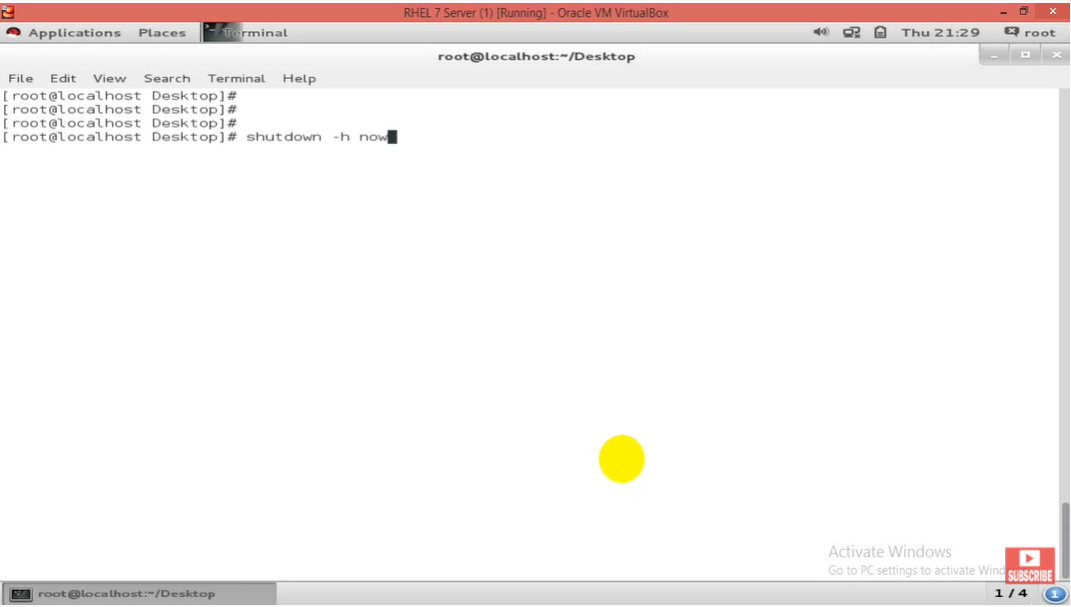 RHEL 7 Server (1) [Running] - Oracle VM VirtualBox
Applications Places Terminal Thu 21:29 root
root@localhost:~/Desktop
File Edit View Search Terminal Help
[root@localhost Desktop]#
[root@localhost Desktop]#
[root@localhost Desktop]#
[root@localhost Desktop]# shutdown -h now
Activate Windows
Go to PC settings to activate Wind
SUBSCRIBE
root@localhost:~/Desktop 1 / 4 1